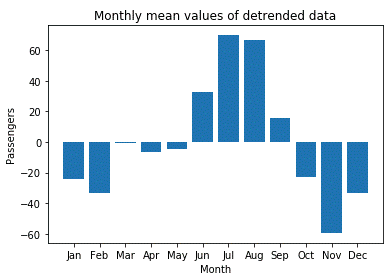 Monthly mean values of detrended data
Passengers
60
40
20
0
−20
−40
−60
Jan Feb Mar Apr May Jun Jul Aug Sep Oct Nov Dec
Month